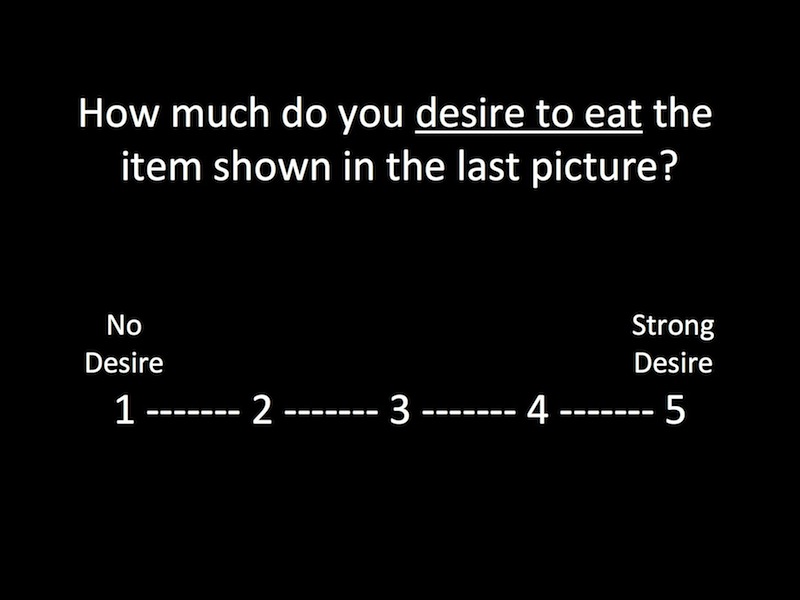 How much do you desire to eat the
item shown in the last picture?
No Strong
Desire Desire
1 ------- 2 ------- 3 ------- 4 ------- 5